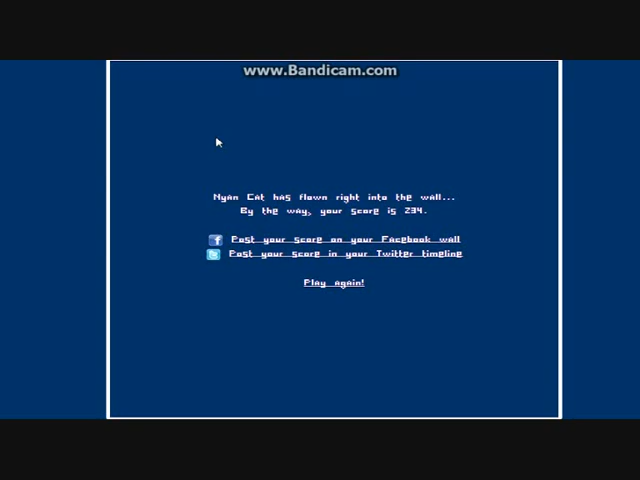 www.Bandicam.com
Nyan Cat has flown right into the wall...
By the way, your score is 234.
Post your score on your Facebook wall
Post your score in your Twitter timeline
Play again!